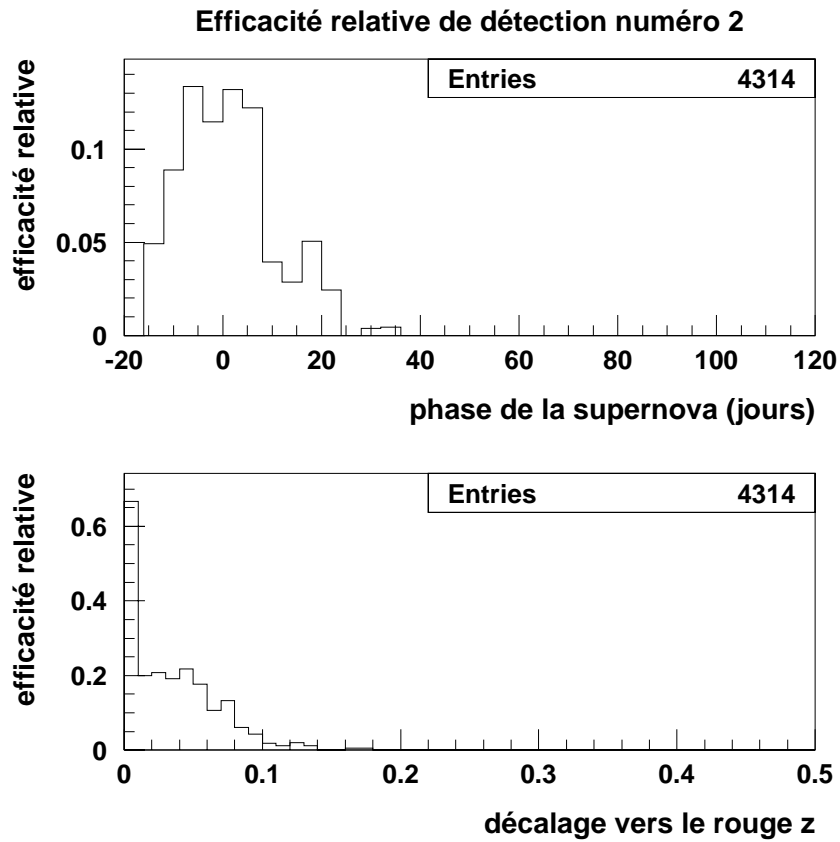 Efficacité relative de détection numéro 2
Entries 4314
efficacité relative
0.1
0.05
0
-20 0 20 40 60 80 100 120
phase de la supernova (jours)
Entries 4314
efficacité relative
0.6
0.4
0.2
0
0 0.1 0.2 0.3 0.4 0.5
décalage vers le rouge z